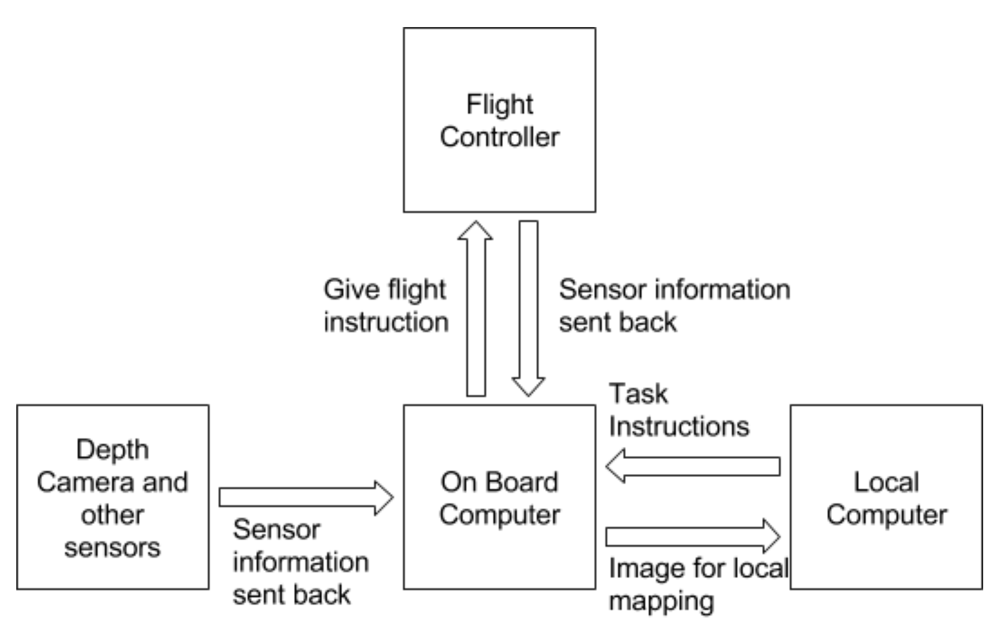 Flight
Controller
Give flight
instruction
Sensor information
sent back
Task
Instructions
Depth
Camera and
other
sensors
Sensor
information
sent back
On Board
Computer
Local
Computer
Image for local
mapping